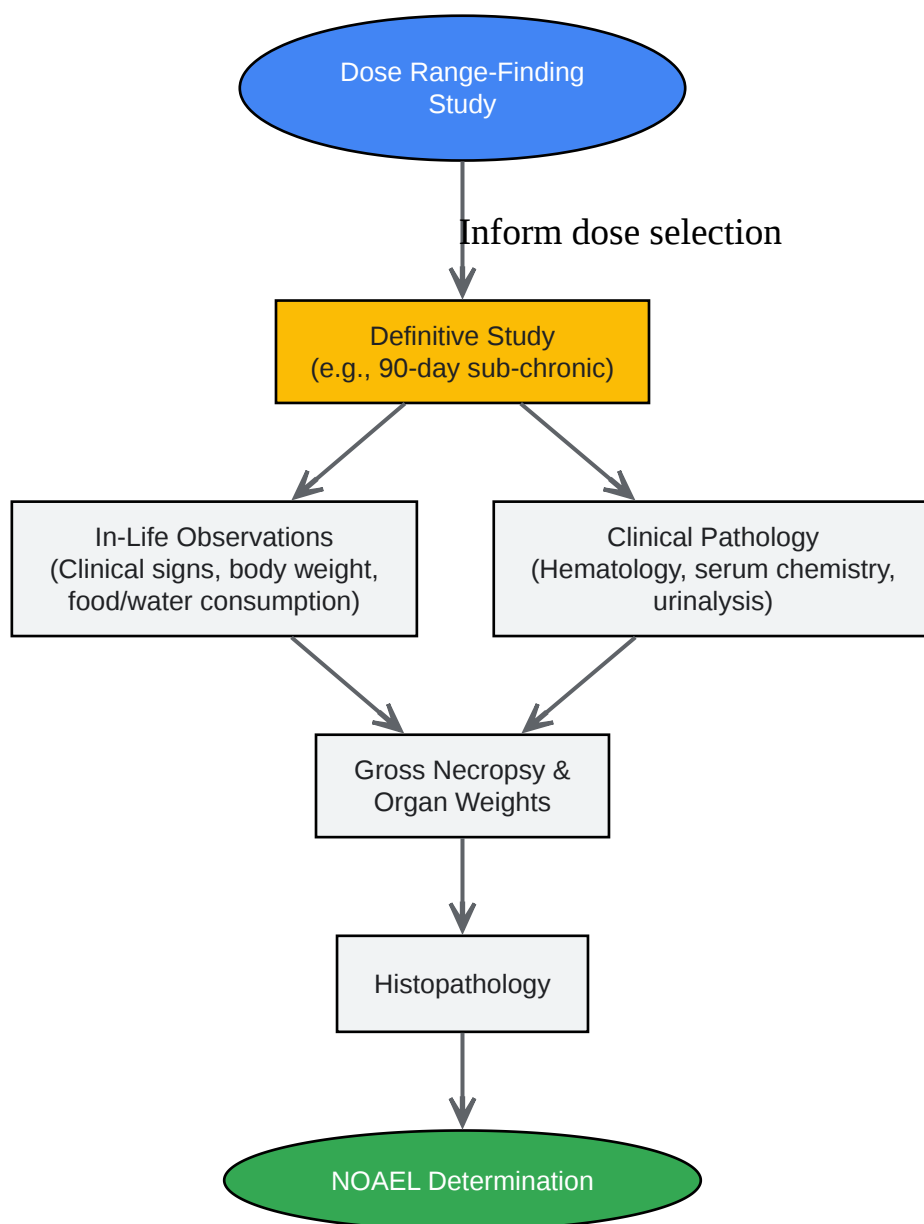 Dose Range-Finding
Study
Inform dose selection
Definitive Study
(e.g., 90-day sub-chronic)
In-Life Observations
(Clinical signs, body weight,
food/water consumption)
Clinical Pathology
(Hematology, serum chemistry,
urinalysis)
Gross Necropsy &
Organ Weights
Histopathology
NOAEL Determination